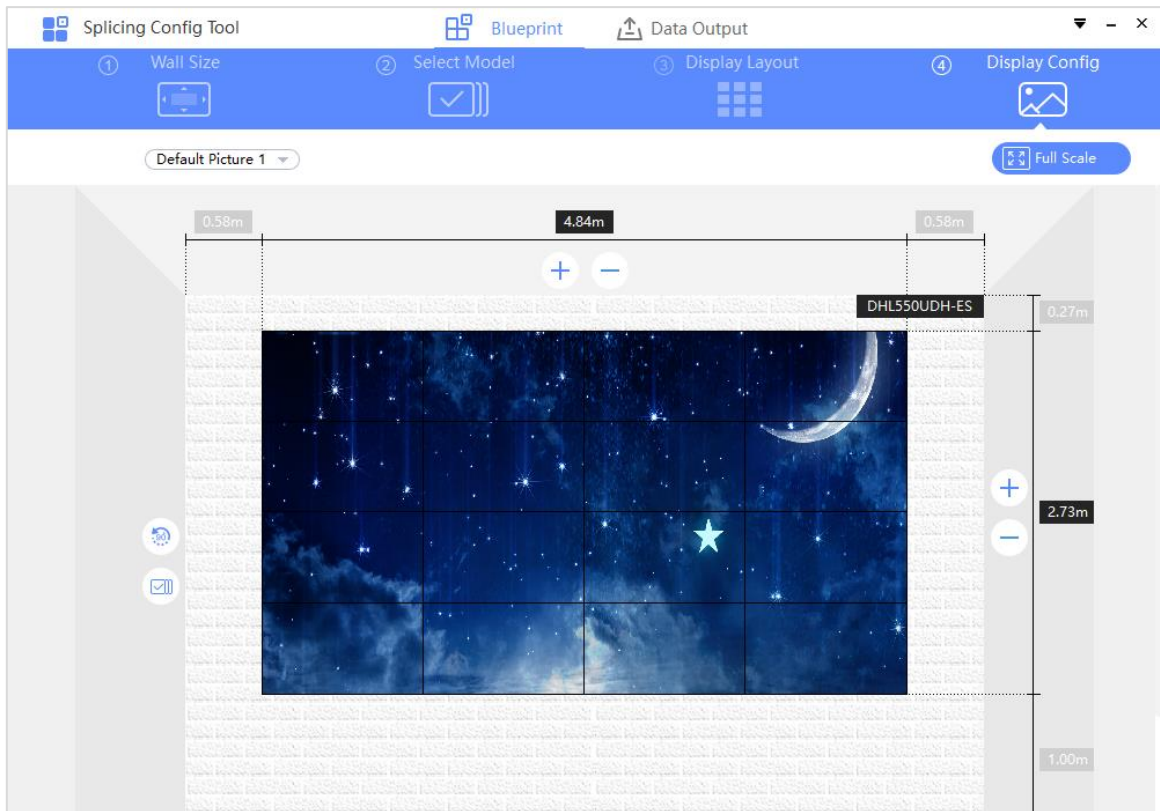 Splicing Config Tool
Blueprint
Data Output
1 Wall Size
2 Select Model
3 Display Layout
4 Display Config
Default Picture 1
Full Scale
0.58m
4.84m
0.58m
DHL550UDH-ES
0.27m
2.73m
90
1.00m